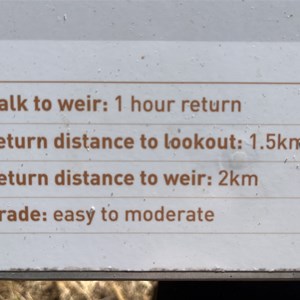 alk to weir: 1 hour return
eturn distance to lookout: 1.5km
eturn distance to weir: 2km
rade: easy to moderate